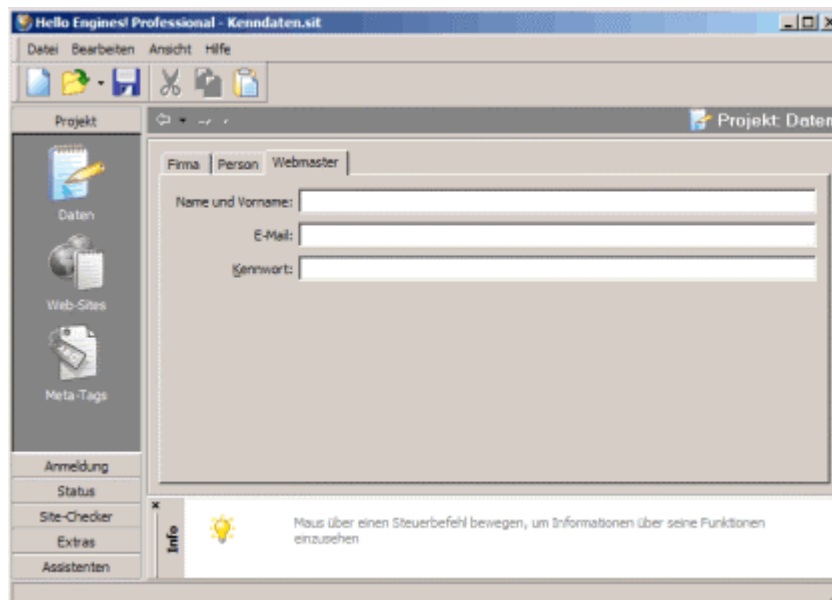 Hello Engines! Professional - Kenndaten.sit
Datei Bearbeiten Ansicht Hilfe
Projekt
Projekt: Daten
Daten
Web-Sites
Meta-Tags
Firma Person Webmaster
Name und Vorname:
E-Mail:
Kennwort:
Anmeldung
Status
Site-Checker
Extras
Assistenten
Info
Maus über einen Steuerbefehl bewegen, um Informationen über seine Funktionen
einzusehen